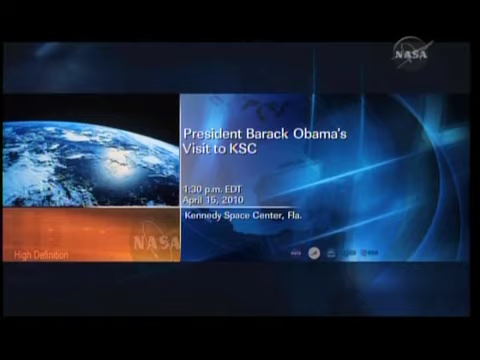 NASA
President Barack Obama's
Visit to KSC
1:30 p.m. EDT
April 15, 2010
Kennedy Space Center, Fla.
NASA
High Definition